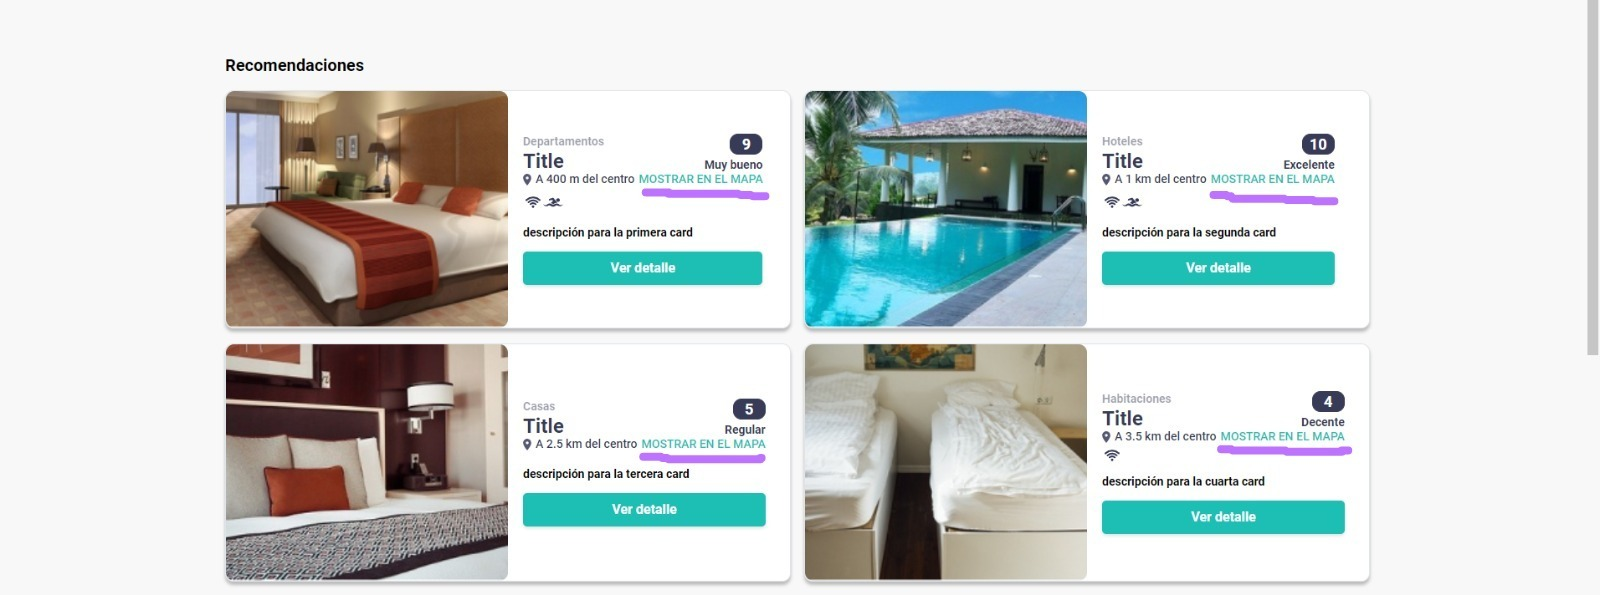 Recomendaciones
Departamentos
9
Title
Muy bueno
A 400 m del centro MOSTRAR EN EL MAPA
descripción para la primera card
Ver detalle
Hoteles
10
Title
Excelente
A 1 km del centro MOSTRAR EN EL MAPA
descripción para la segunda card
Ver detalle
Casas
5
Title
Regular
A 2.5 km del centro MOSTRAR EN EL MAPA
descripción para la tercera card
Ver detalle
Habitaciones
4
Title
Decente
A 3.5 km del centro MOSTRAR EN EL MAPA
descripción para la cuarta card
Ver detalle